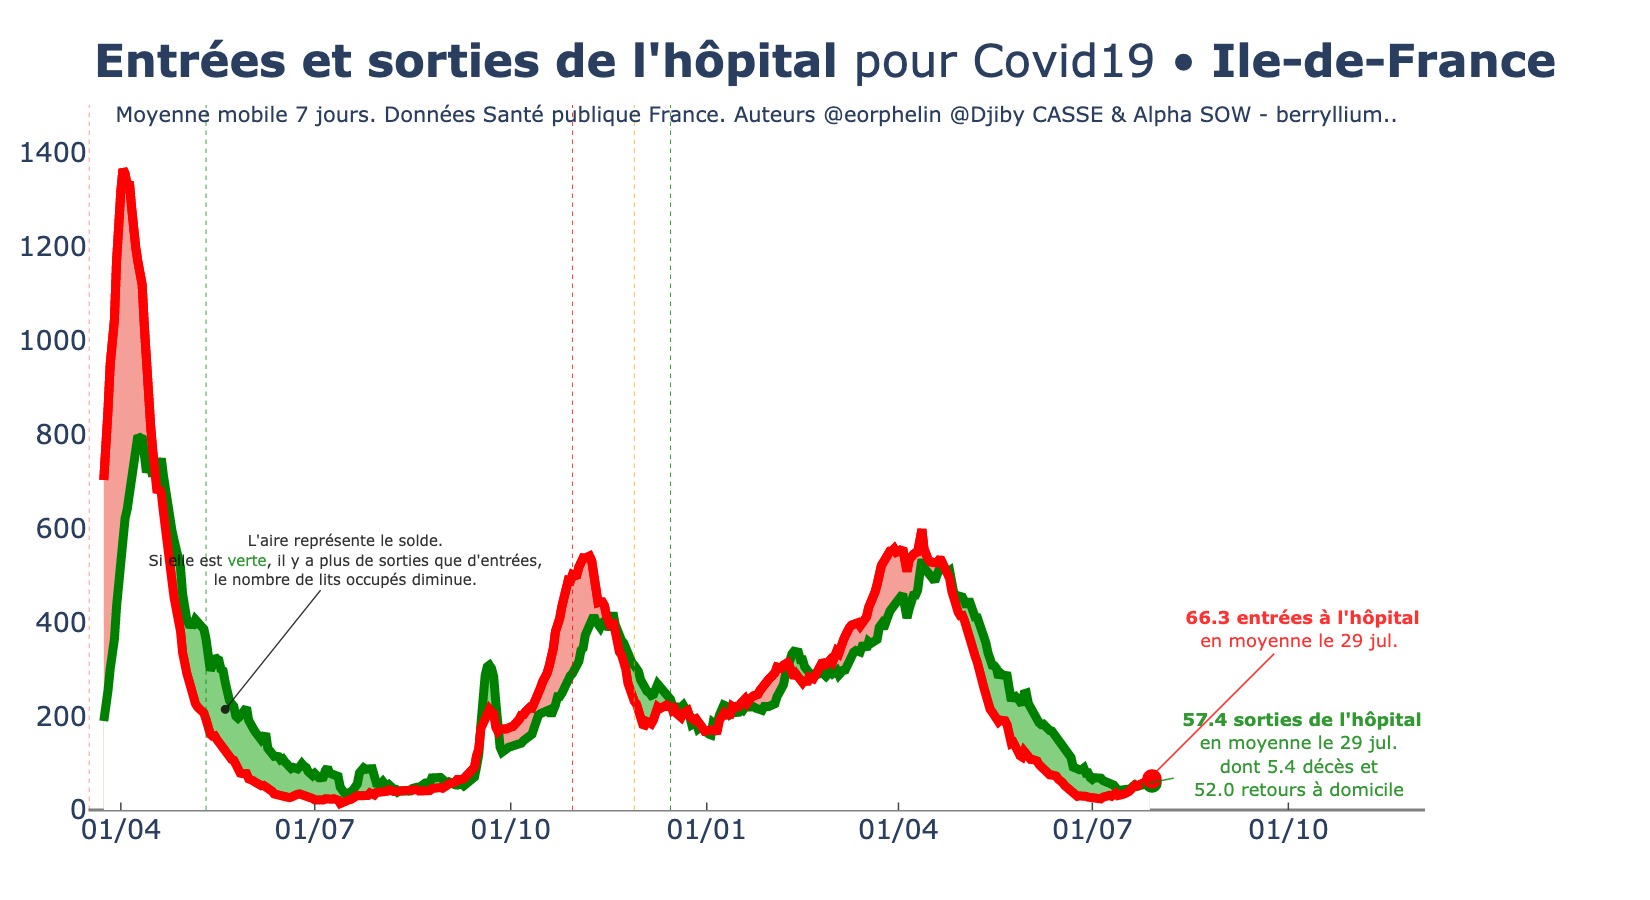 Entrées et sorties de l'hôpital pour Covid19 • Ile-de-France
Moyenne mobile 7 jours. Données Santé publique France. Auteurs @eorphelin @Djiby CASSE & Alpha SOW - berryllium..
1400
1200
1000
800
600
400
200
0
L'aire représente le solde.
Si elle est verte, il y a plus de sorties que d'entrées,
le nombre de lits occupés diminue.
66.3 entrées à l'hôpital
en moyenne le 29 jul.
57.4 sorties de l'hôpital
en moyenne le 29 jul.
dont 5.4 décès et
52.0 retours à domicile
01/04
01/07
01/10
01/01
01/04
01/07
01/10